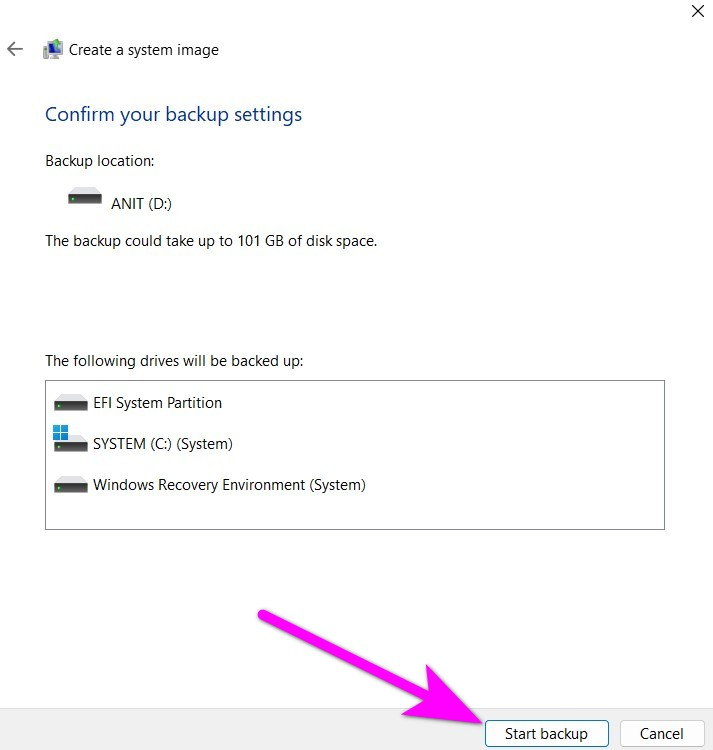 Create a system image
Confirm your backup settings
Backup location:
ANIT (D:)
The backup could take up to 101 GB of disk space.
The following drives will be backed up:
EFI System Partition
SYSTEM (C:) (System)
Windows Recovery Environment (System)
Start backup
Cancel